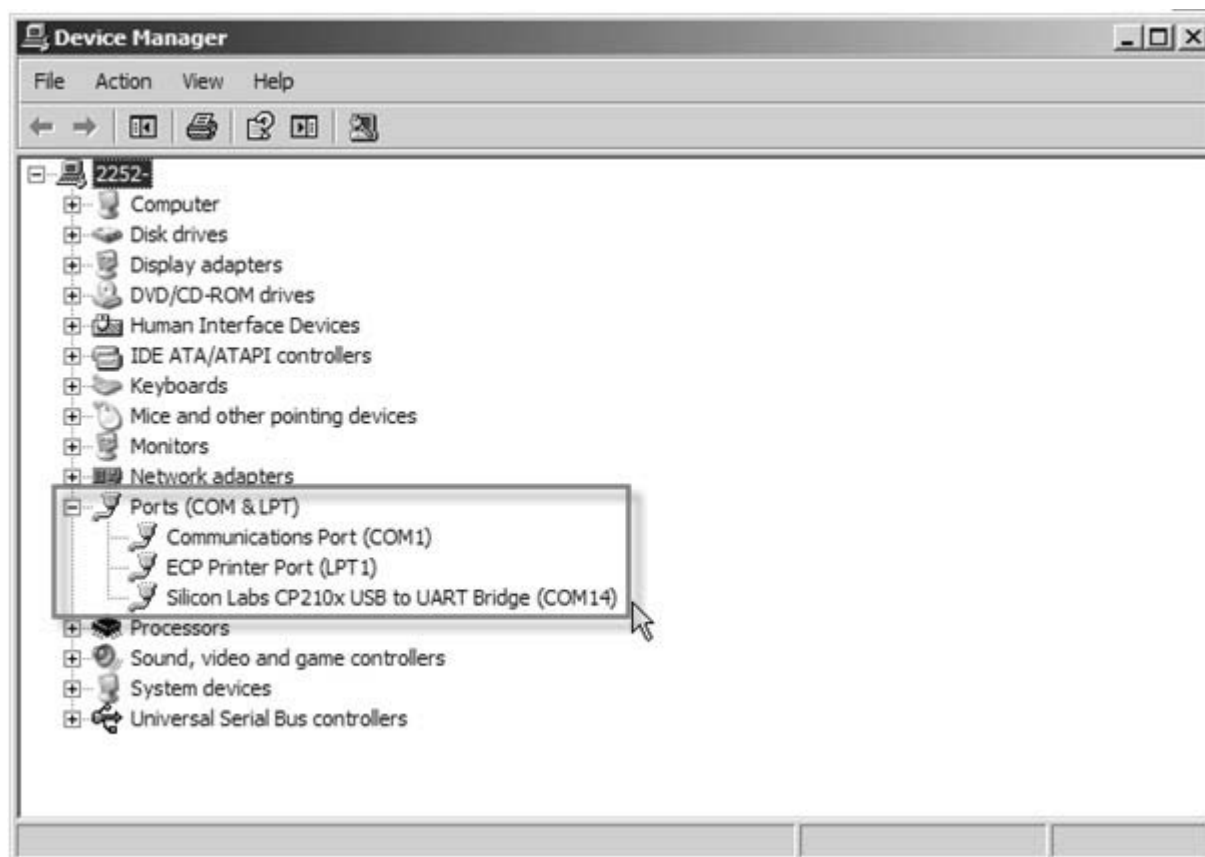 Device Manager
File Action View Help
2252-
Computer
Disk drives
Display adapters
DVD/CD-ROM drives
Human Interface Devices
IDE ATA/ATAPI controllers
Keyboards
Mice and other pointing devices
Monitors
Network adapters
Ports (COM & LPT)
Communications Port (COM1)
ECP Printer Port (LPT1)
Silicon Labs CP210x USB to UART Bridge (COM14)
Processors
Sound, video and game controllers
System devices
Universal Serial Bus controllers